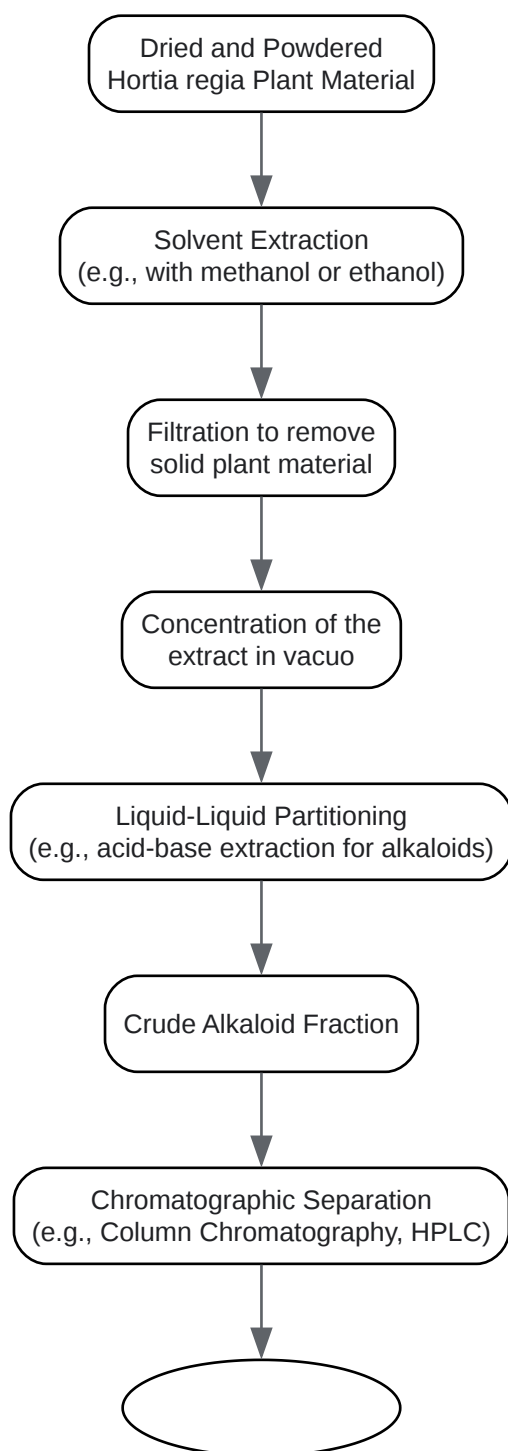 Dried and Powdered
Hortia regia Plant Material
Solvent Extraction
(e.g., with methanol or ethanol)
Filtration to remove
solid plant material
Concentration of the
extract in vacuo
Liquid-Liquid Partitioning
(e.g., acid-base extraction for alkaloids)
Crude Alkaloid Fraction
Chromatographic Separation
(e.g., Column Chromatography, HPLC)